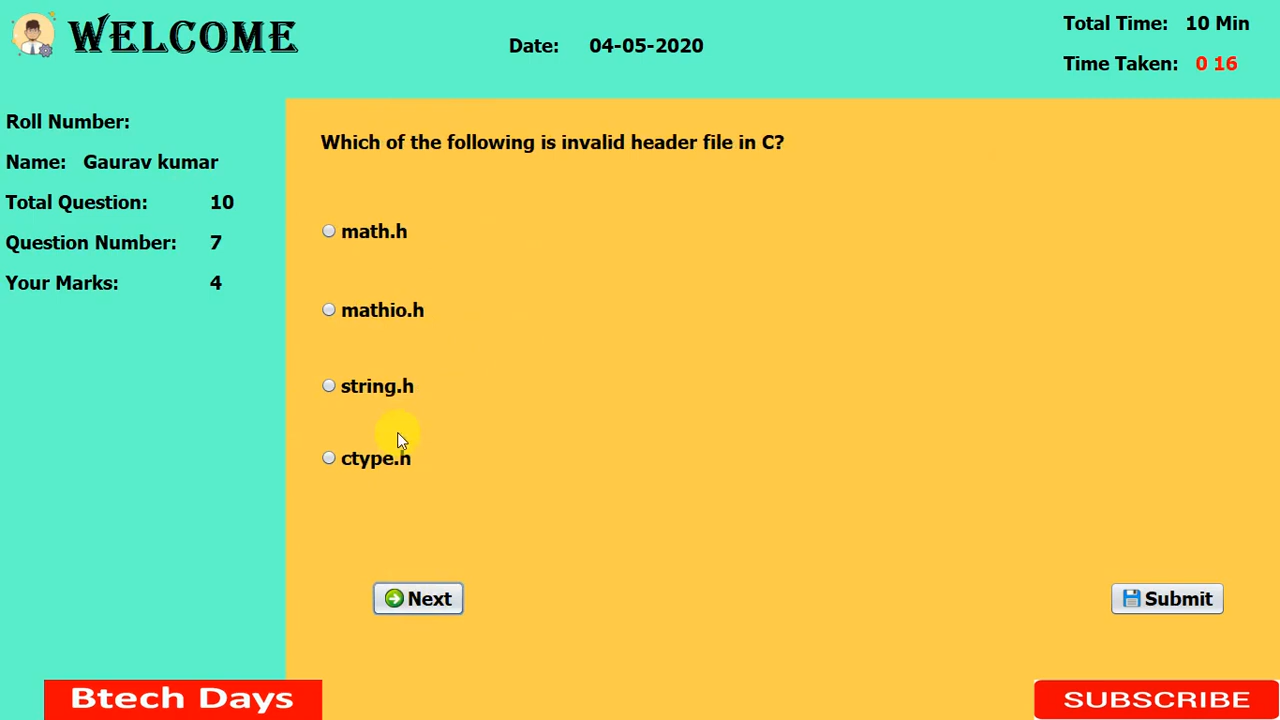 WELCOME
Date: 04-05-2020
Total Time: 10 Min
Time Taken: 0 16
Roll Number:
Name: Gaurav kumar
Total Question: 10
Question Number: 7
Your Marks: 4
Which of the following is invalid header file in C?
math.h
mathio.h
string.h
ctype.h
Next
Submit
Btech Days
SUBSCRIBE